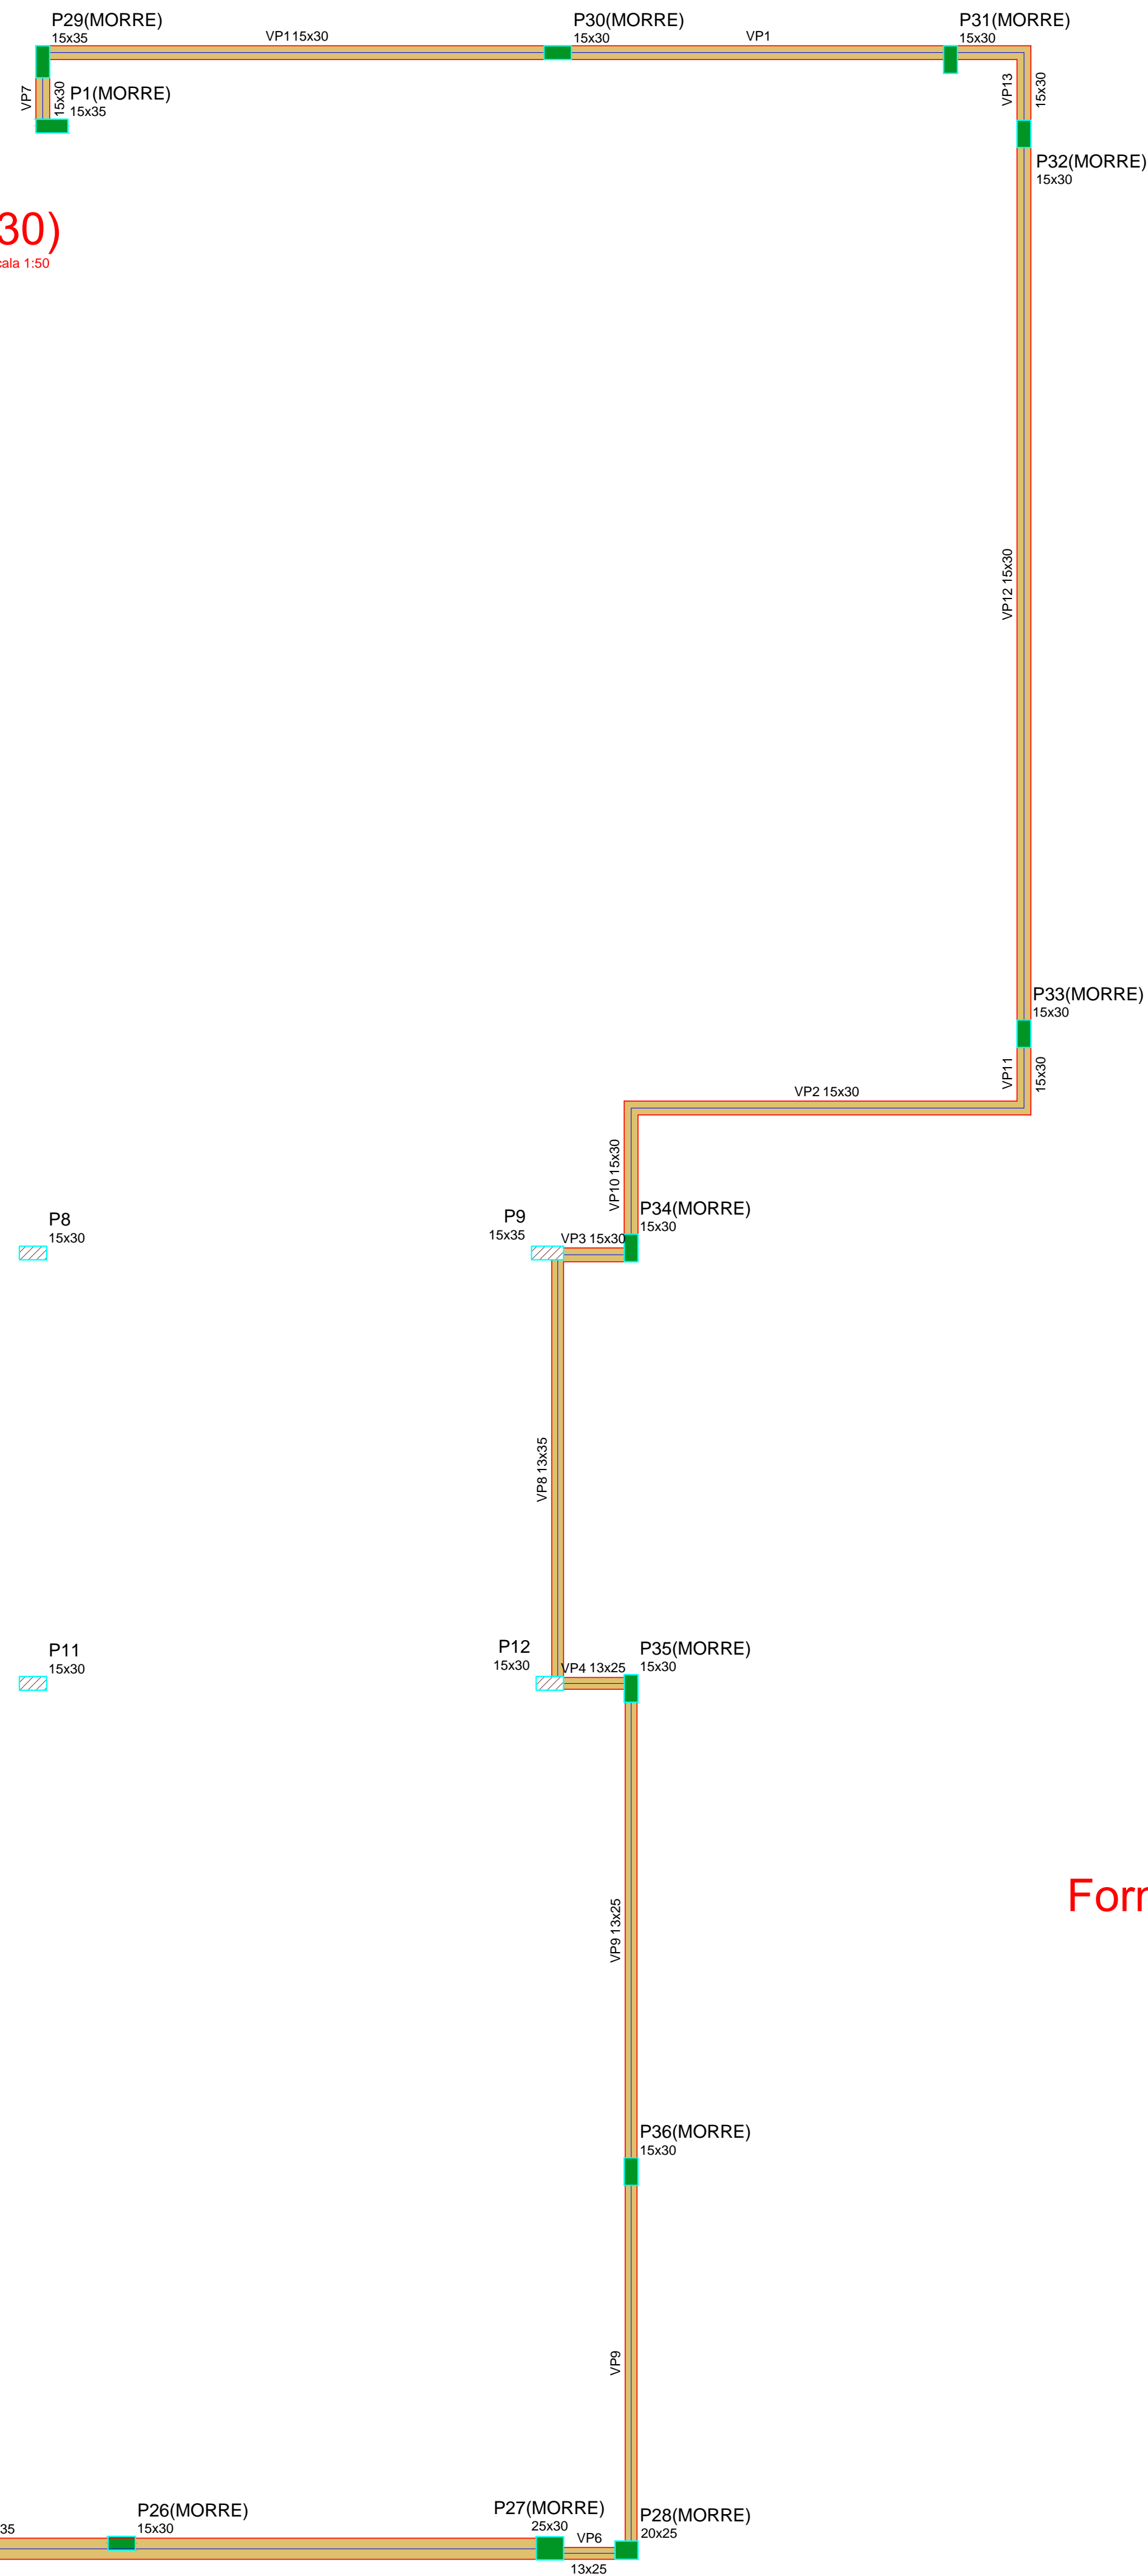 P29(MORRE)
15x35
VP1 15x30
P30(MORRE)
15x30
VP1
P31(MORRE)
15x30
VP7
15x30
P1(MORRE)
15x35
VP13
15x30
P32(MORRE)
15x30
30)
cala 1:50
VP12 15x30
P33(MORRE)
15x30
VP11
15x30
VP2 15x30
VP10 15x30
P34(MORRE)
15x30
P8
15x30
P9
15x35
VP3 15x30
VP8 13x35
P11
15x30
P12
15x30
VP4 13x25
P35(MORRE)
15x30
Forr
VP9 13x25
P36(MORRE)
15x30
VP9
35
P26(MORRE)
15x30
P27(MORRE)
25x30
VP6
13x25
P28(MORRE)
20x25